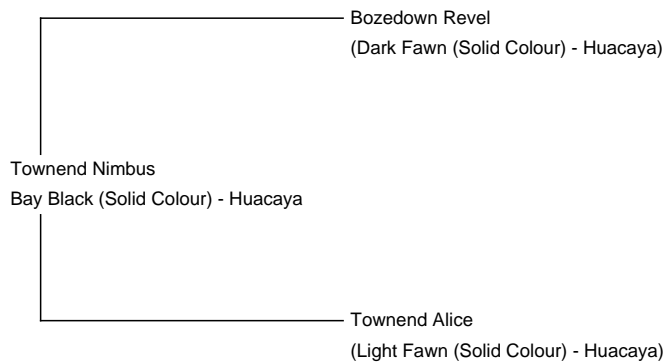 Bozedown Revel
(Dark Fawn (Solid Colour) - Huacaya)
Townend Nimbus
Bay Black (Solid Colour) - Huacaya
Townend Alice
(Light Fawn (Solid Colour) - Huacaya)